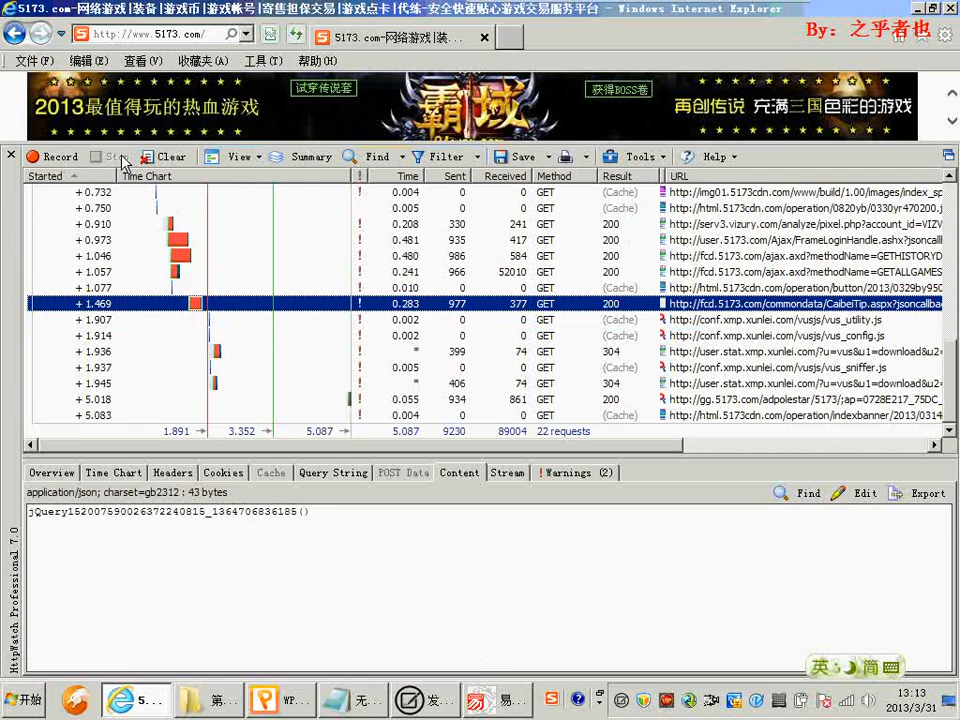 5173.com-网络游戏|装备|游戏币|游戏帐号|寄售担保交易|游戏点卡|代练-安全快速贴心游戏交易服务平台 - Windows Internet Explorer
http://www.5173.com/
5173.com-网络游戏|装...
By: 之乎者也
文件(F) 编辑(E) 查看(V) 收藏夹(A) 工具(T) 帮助(H)
2013最值得玩的热血游戏
试穿传说套
霸域
获得BOSS卷
再创传说 充满三国色彩的游戏
Record Clear View Summary Find Filter Save Tools Help
Started Time Chart ! Time Sent Received Method Result URL
+ 0.732 0.004 0 0 GET (Cache) http://img01.5173cdn.com/www/build/1.00/images/index_sp
+ 0.750 0.005 0 0 GET (Cache) http://html.5173cdn.com/operation/0820yb/0330yr470200.j
+ 0.910 ! 0.208 330 241 GET 200 http://serv3.vizury.com/analyze/pixel.php?account_id=VIZV
+ 0.973 ! 0.481 935 417 GET 200 http://user.5173.com/Ajax/FrameLoginHandle.ashx?jsoncall
+ 1.046 ! 0.480 986 584 GET 200 http://fcd.5173.com/ajax.axd?methodName=GETHISTORYD
+ 1.057 ! 0.241 966 52010 GET 200 http://fcd.5173.com/ajax.axd?methodName=GETALLGAMES
+ 1.077 0.010 0 0 GET (Cache) http://html.5173cdn.com/operation/button/2013/0329by950
+ 1.469 ! 0.283 977 377 GET 200 http://fcd.5173.com/commondata/CaibeiTip.aspx?jsoncallba
+ 1.907 0.002 0 0 GET (Cache) http://conf.xmp.xunlei.com/vusjs/vus_utility.js
+ 1.914 0.002 0 0 GET (Cache) http://conf.xmp.xunlei.com/vusjs/vus_config.js
+ 1.936 ! * 399 74 GET 304 http://user.stat.xmp.xunlei.com/?u=vus&u1=download&u2=
+ 1.937 0.005 0 0 GET (Cache) http://conf.xmp.xunlei.com/vusjs/vus_sniffer.js
+ 1.945 ! * 406 74 GET 304 http://user.stat.xmp.xunlei.com/?u=vus&u1=download&u2=
+ 5.018 ! 0.055 934 861 GET 200 http://gg.5173.com/adpolestar/5173/;ap=0728E217_75DC_
+ 5.083 0.004 0 0 GET (Cache) http://html.5173cdn.com/operation/indexbanner/2013/0314
1.891 3.352 5.087 5.087 9230 89004 22 requests
Overview Time Chart Headers Cookies Cache Query String POST Data Content Stream ! Warnings (2)
application/json; charset=gb2312 : 43 bytes
Find Edit Export
jQuery152007590026372240815_1364706836185()
HttpWatch Professional 7.0
英 简
开始 5... 第... WP... 无... 发... 易...
13:13
2013/3/31